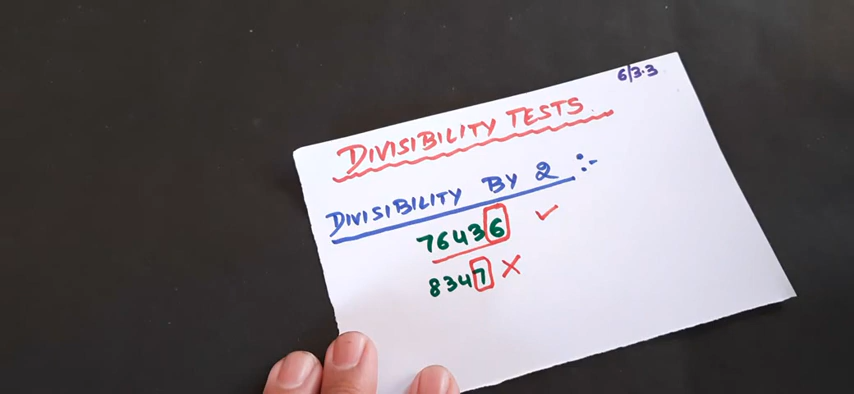 6/3.3
DIVISIBILITY TESTS
DIVISIBILITY BY 2 :-
76436 ✓
8347 ✗